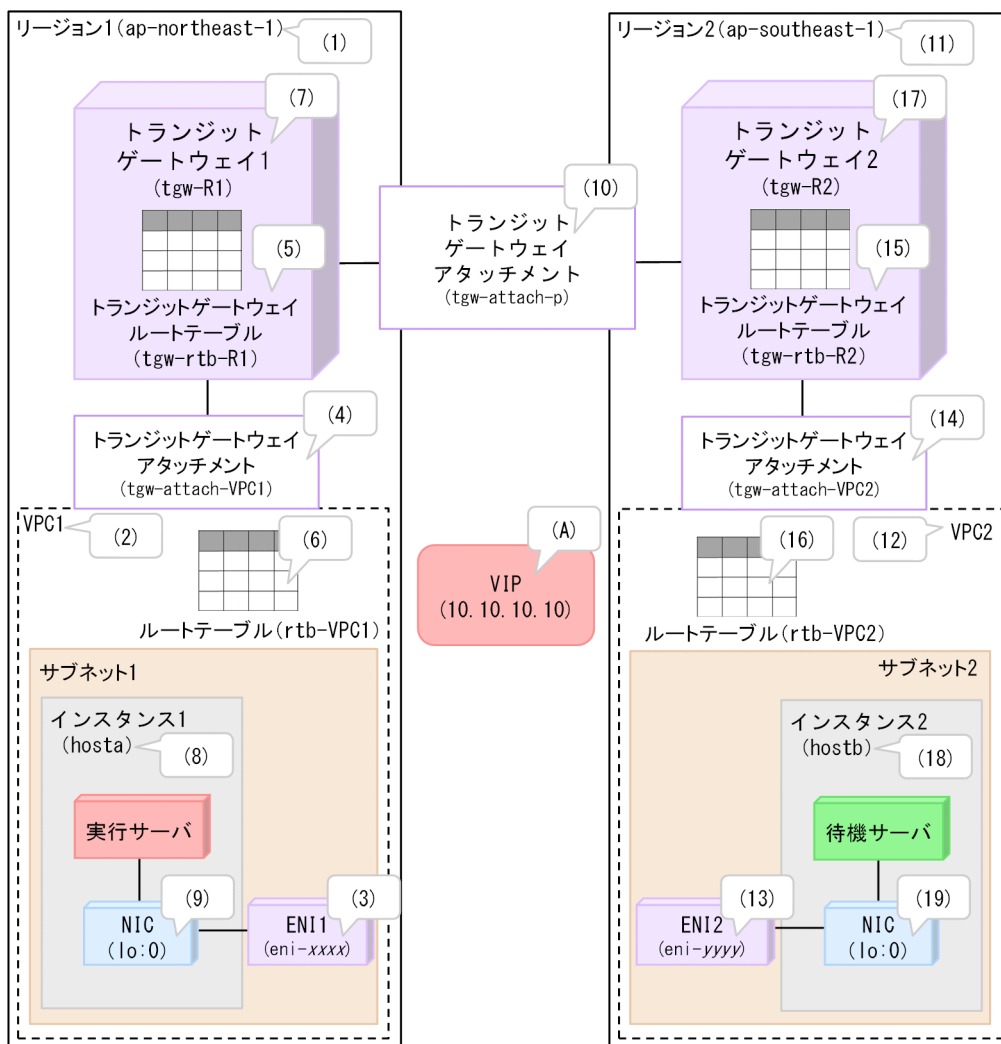 リージョン1(ap-northeast-1)
(1)
(7)
トランジット
ゲートウェイ1
(tgw-R1)
(5)
トランジットゲートウェイ
ルートテーブル
(tgw-rtb-R1)
(4)
トランジットゲートウェイ
アタッチメント
(tgw-attach-VPC1)
VPC1
(2)
(6)
ルートテーブル(rtb-VPC1)
サブネット1
インスタンス1
(hosta)
(8)
実行サーバ
(9)
NIC
(lo:0)
(3)
ENI1
(eni-xxxx)
(10)
トランジット
ゲートウェイ
アタッチメント
(tgw-attach-p)
(A)
VIP
(10.10.10.10)
リージョン2(ap-southeast-1)
(11)
(17)
トランジット
ゲートウェイ2
(tgw-R2)
(15)
トランジットゲートウェイ
ルートテーブル
(tgw-rtb-R2)
(14)
トランジットゲートウェイ
アタッチメント
(tgw-attach-VPC2)
(16)
(12)
VPC2
ルートテーブル(rtb-VPC2)
サブネット2
インスタンス2
(hostb)
(18)
待機サーバ
(13)
ENI2
(eni-yyyy)
(19)
NIC
(lo:0)